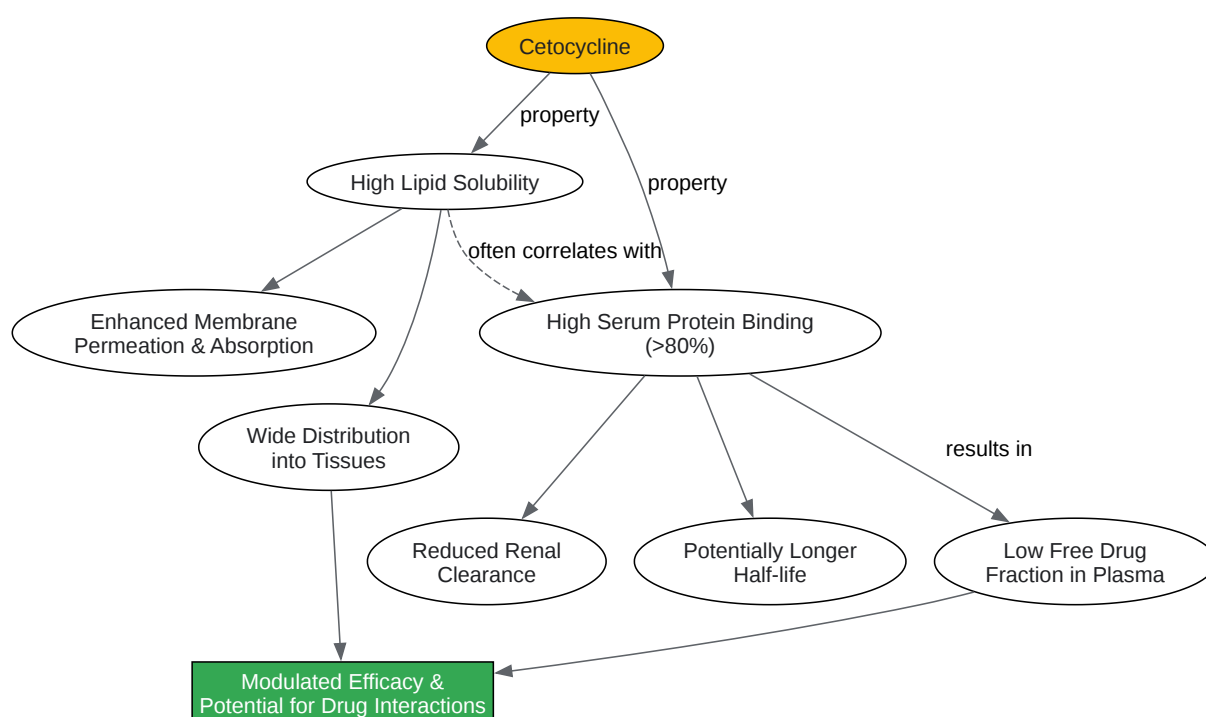 Cetocycline
property
High Lipid Solubility
property
often correlates with
Enhanced Membrane
Permeation & Absorption
High Serum Protein Binding
(>80%)
Wide Distribution
into Tissues
results in
Reduced Renal
Clearance
Potentially Longer
Half-life
Low Free Drug
Fraction in Plasma
Modulated Efficacy &
Potential for Drug Interactions